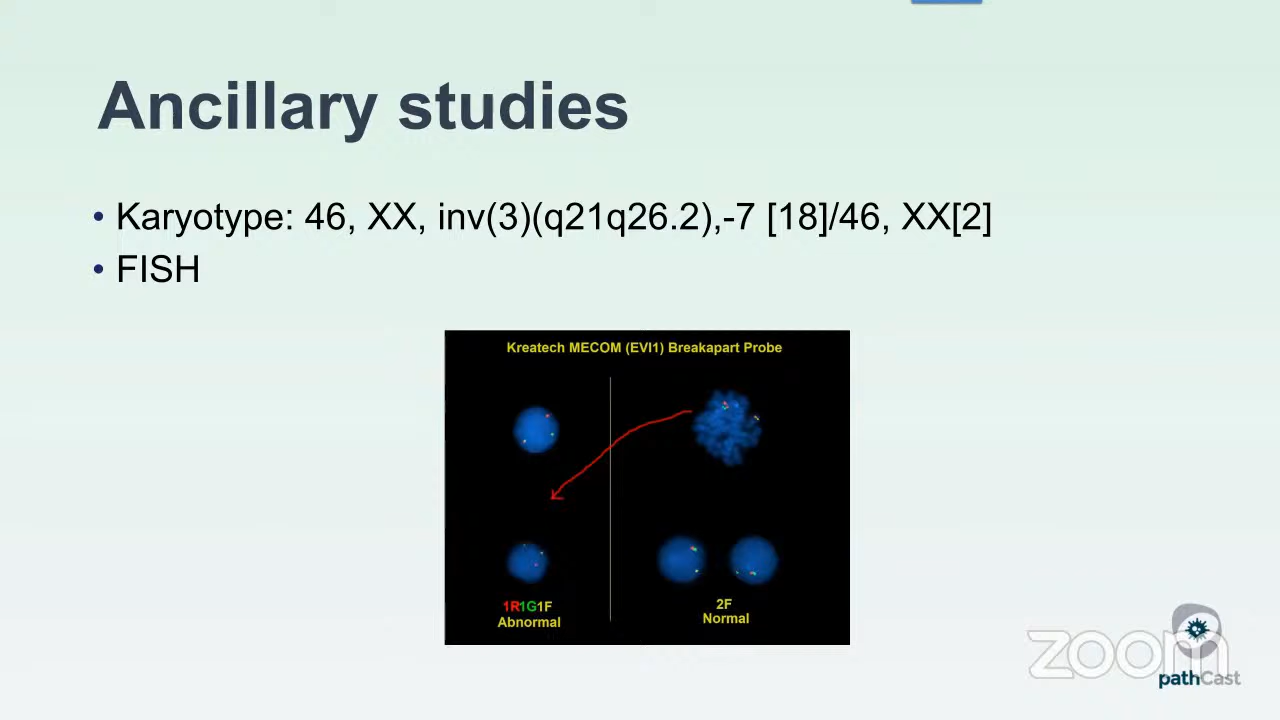 Ancillary studies
• Karyotype: 46, XX, inv(3)(q21q26.2),-7 [18]/46, XX[2]
• FISH
Kreatech MECOM (EVI1) Breakapart Probe
1R1G1F
Abnormal
2F
Normal
zoom
pathCast